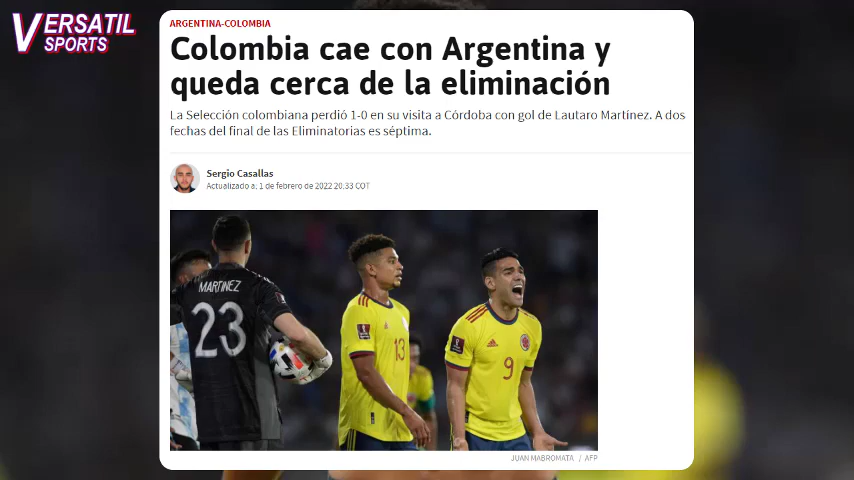 VERSATIL
SPORTS
ARGENTINA-COLOMBIA
Colombia cae con Argentina y
queda cerca de la eliminación
La Selección colombiana perdió 1-0 en su visita a Córdoba con gol de Lautaro Martínez. A dos
fechas del final de las Eliminatorias es séptima.
Sergio Casallas
Actualizado a: 1 de febrero de 2022 20:33 COT
MARTÍNEZ
23
13
9
JUAN MABROMATA / AFP